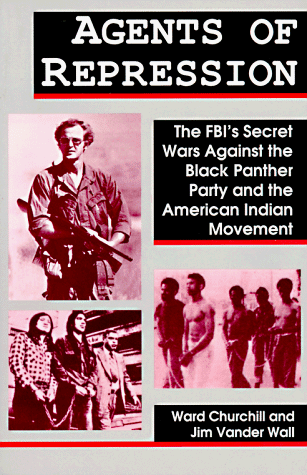 AGENTS OF
REPRESSION
The FBI's Secret
Wars Against the
Black Panther
Party and the
American Indian
Movement
Ward Churchill and
Jim Vander Wall